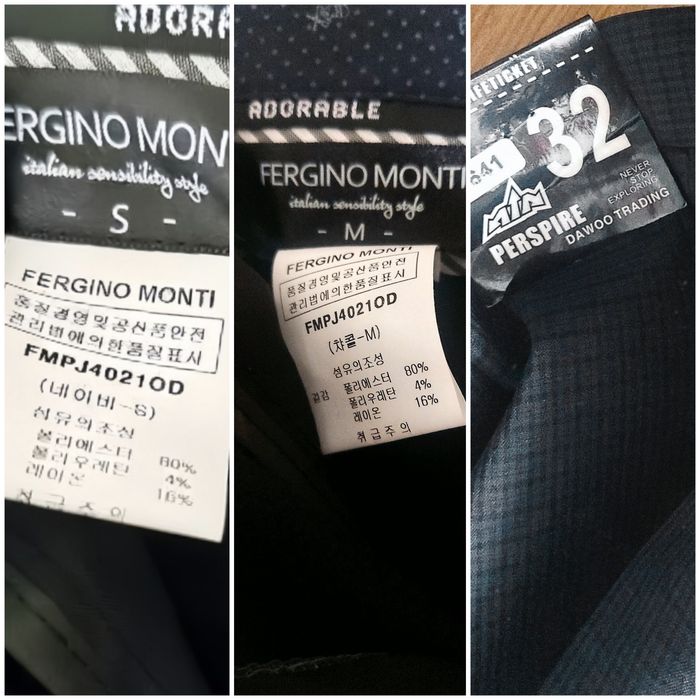 ADOR
ERGINO MON
italian sensibility style
- S -
FERGINO MONTI
품질경영및공산품안전
관리법에의한품질표시
FMPJ4021OD
(네이비-S)
섬유의조성
폴리에스터 80%
폴리우레탄 4%
레이온 16%
취급주의
ADORABLE
FERGINO MONTI
italian sensibility style
- M -
FERGINO MONTI
품질경영및공산품안전
관리법에의한품질표시
FMPJ4021OD
(차콜-M)
섬유의조성
겉감 폴리에스터 80%
폴리우레탄 4%
레이온 16%
취급주의
FETICKET
32
641
MTN
PERSPIRE
NEVER
STOP
EXPLORING
DAWOO TRADING